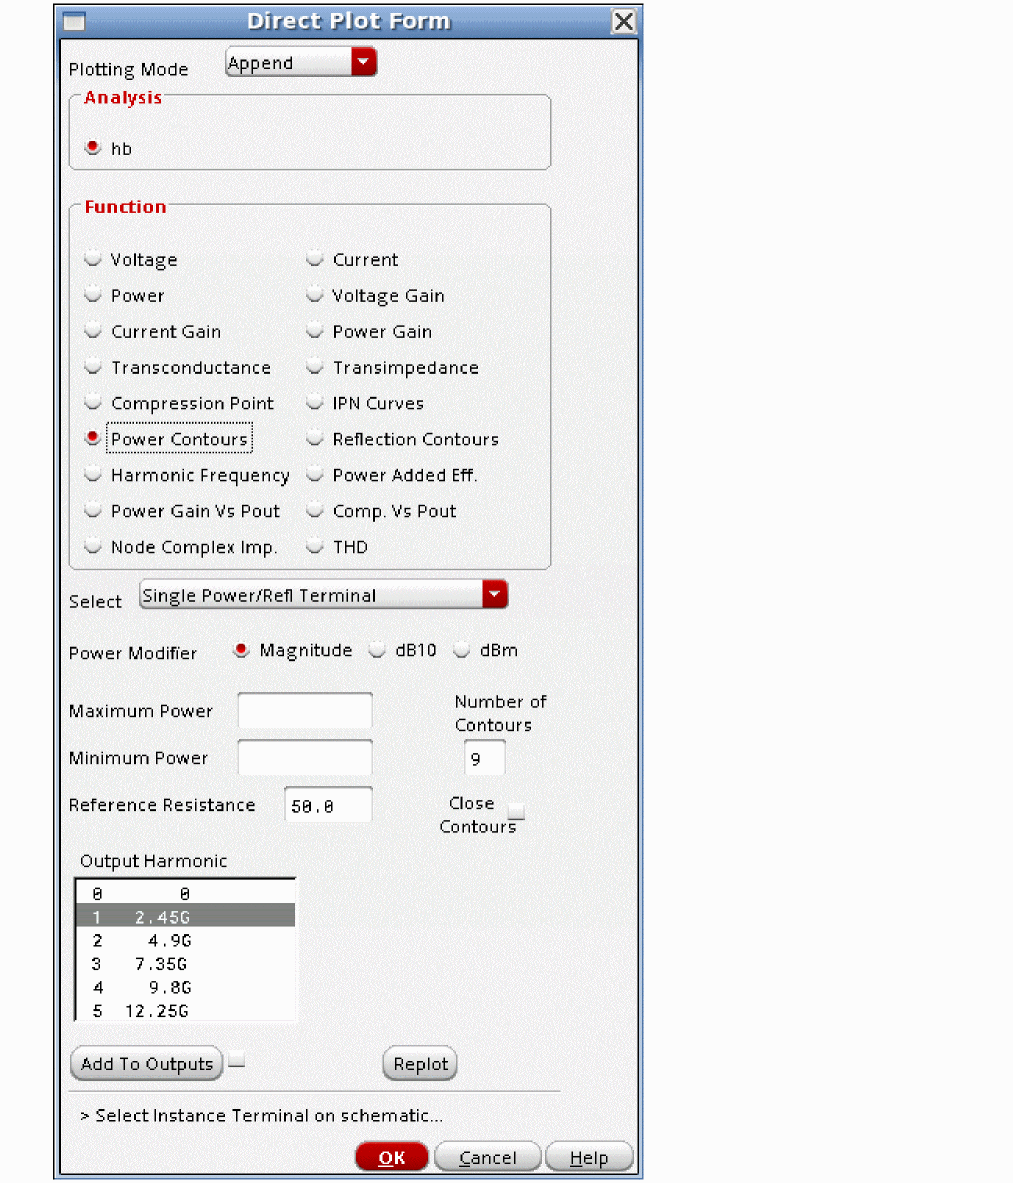 Direct Plot Form
Plotting Mode Append
Analysis
hb
Function
Voltage Current
Power Voltage Gain
Current Gain Power Gain
Transconductance Transimpedance
Compression Point IPN Curves
Power Contours Reflection Contours
Harmonic Frequency Power Added Eff.
Power Gain Vs Pout Comp. Vs Pout
Node Complex Imp. THD
Select Single Power/Refl Terminal
Power Modifier Magnitude dB10 dBm
Maximum Power
Number of
Contours
Minimum Power 9
Reference Resistance 50.0
Close
Contours
Output Harmonic
0 0
1 2.45G
2 4.9G
3 7.35G
4 9.8G
5 12.25G
Add To Outputs Replot
> Select Instance Terminal on schematic...
OK Cancel Help